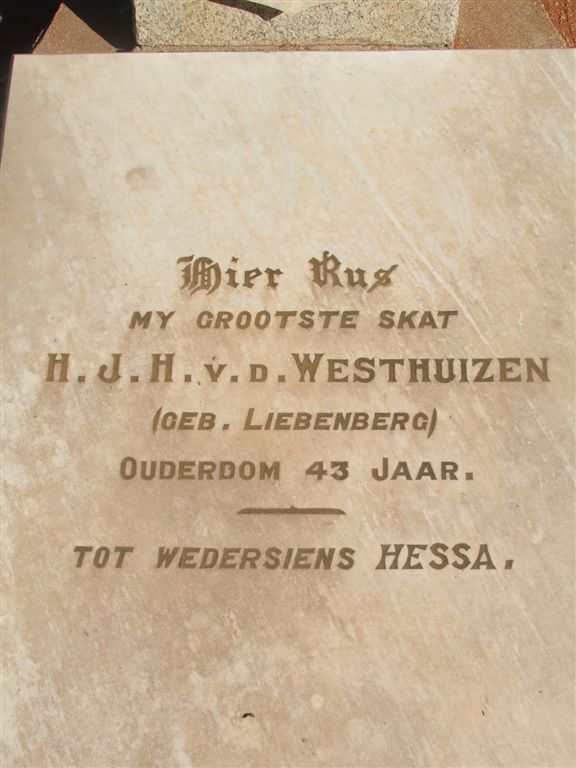 Hier Rus
MY GROOTSTE SKAT
H.J.H. V.D. WESTHUIZEN
(GEB. LIEBENBERG)
OUDERDOM 43 JAAR.
TOT WEDERSIENS HESSA.